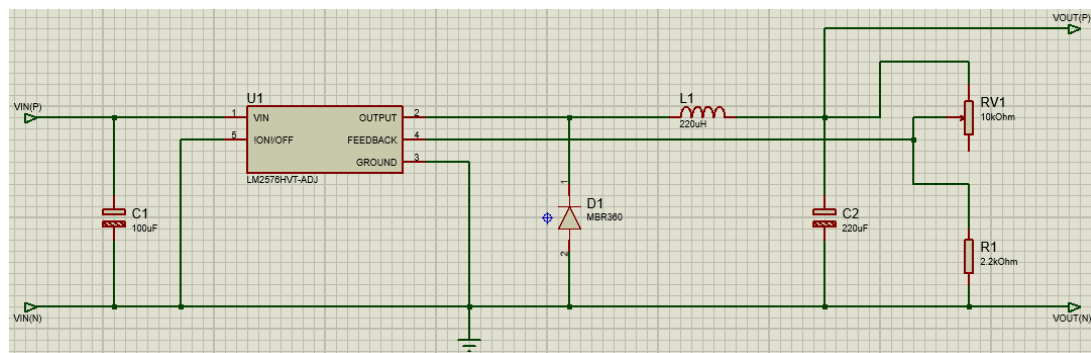 VOUT(P)
U1
L1
RV1
VIN(P)
1
VIN
OUTPUT
2
220uH
10kOhm
5
ION!/OFF
FEEDBACK
4
GROUND
3
LM2576HVT-ADJ
1
C1
100uF
D1
MBR360
C2
220uF
2
R1
2.2kOhm
VIN(N)
VOUT(N)